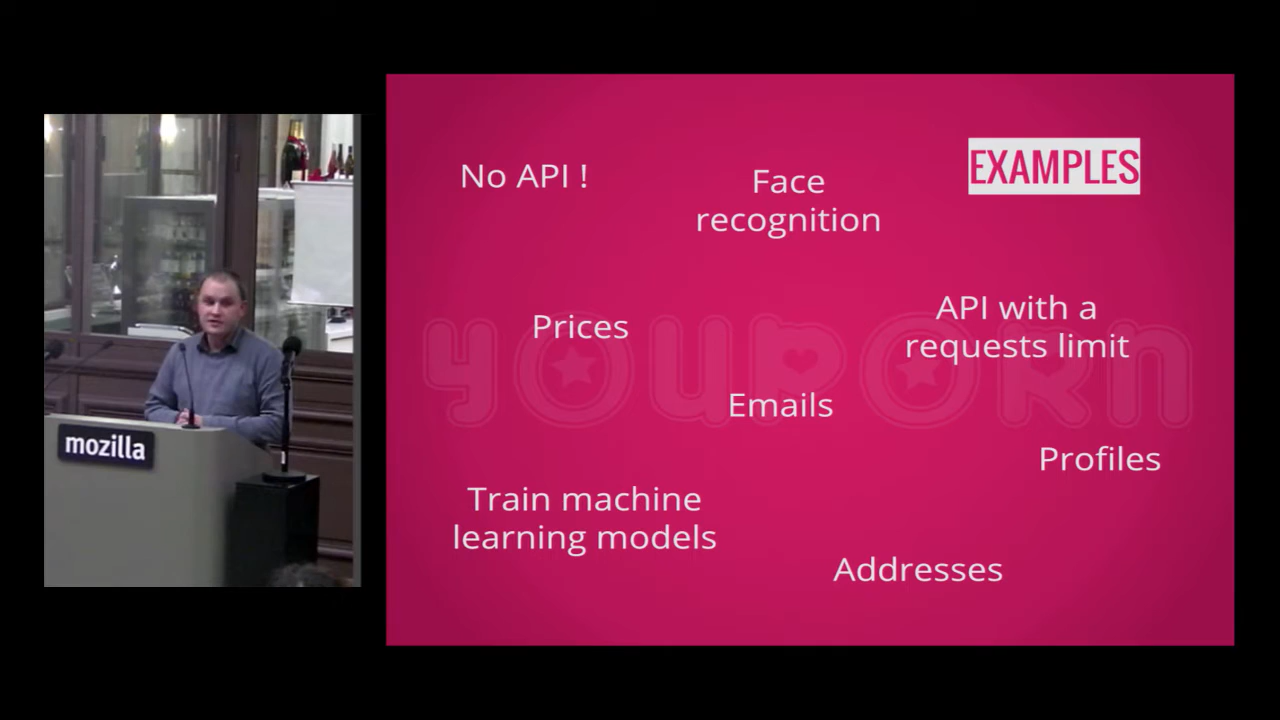 mozilla
No API !
Face
recognition
EXAMPLES
Prices
API with a
requests limit
YOUPORN
Emails
Profiles
Train machine
learning models
Addresses